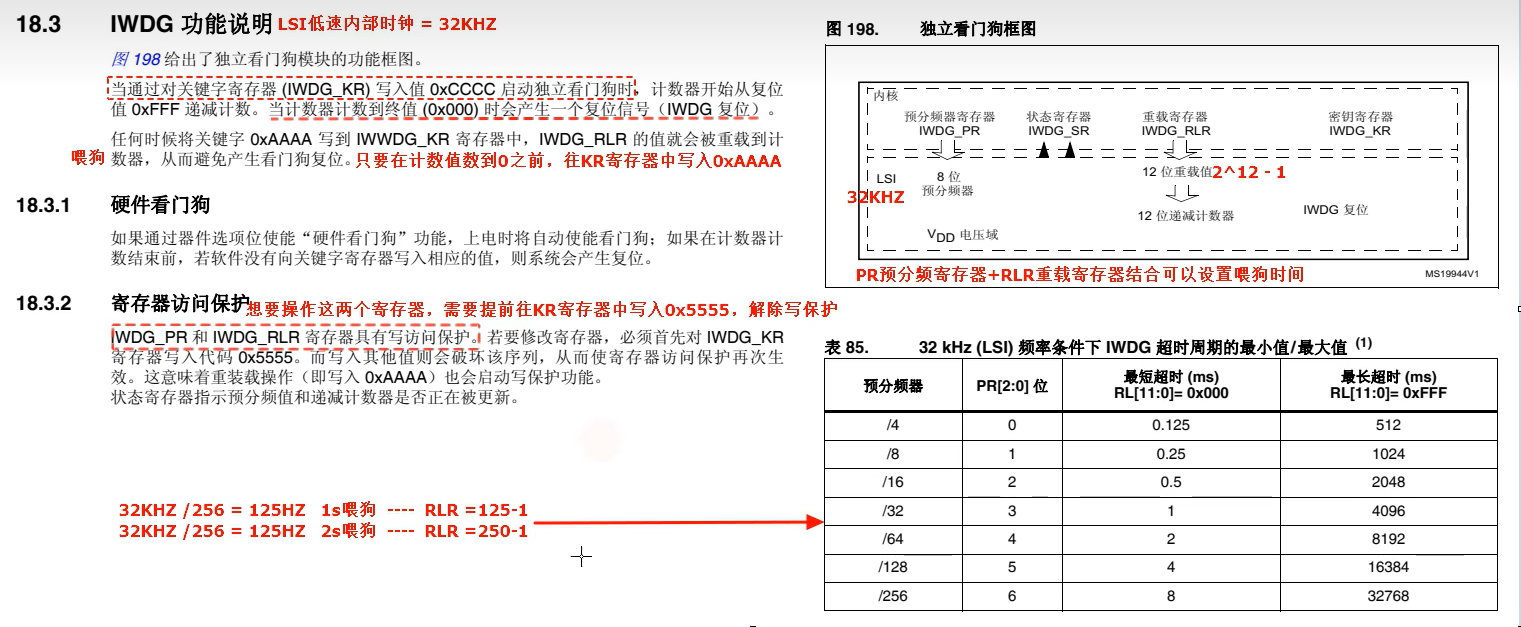 18.3 IWDG 功能说明 LSI低速内部时钟 = 32KHZ
图 198 给出了独立看门狗模块的功能框图。
当通过对关键字寄存器 (IWDG_KR) 写入值 0xCCCC 启动独立看门狗时，计数器开始从复位
值 0xFFF 递减计数。当计数器计数到终值 (0x000) 时会产生一个复位信号（IWDG 复位）。
任何时候将关键字 0xAAAA 写到 IWWDG_KR 寄存器中，IWDG_RLR 的值就会被重载到计
喂狗 数器，从而避免产生看门狗复位。只要在计数值数到0之前，往KR寄存器中写入0xAAAA
18.3.1 硬件看门狗
如果通过器件选项位使能“硬件看门狗”功能，上电时将自动使能看门狗；如果在计数器计
数结束前，若软件没有向关键字寄存器写入相应的值，则系统会产生复位。
18.3.2 寄存器访问保护 想要操作这两个寄存器，需要提前往KR寄存器中写入0x5555，解除写保护
IWDG_PR 和 IWDG_RLR 寄存器具有写访问保护。若要修改寄存器，必须首先对 IWDG_KR
寄存器写入代码 0x5555。而写入其他值则会破坏该序列，从而使寄存器访问保护再次生
效。这意味着重装载操作（即写入 0xAAAA）也会启动写保护功能。
状态寄存器指示预分频值和递减计数器是否正在被更新。
32KHZ /256 = 125HZ 1s喂狗 ---- RLR =125-1
32KHZ /256 = 125HZ 2s喂狗 ---- RLR =250-1
图 198. 独立看门狗框图
内核
预分频器寄存器 状态寄存器 重载寄存器 密钥寄存器
IWDG_PR IWDG_SR IWDG_RLR IWDG_KR
LSI 8 位 12 位重载值 2^12 - 1
32KHZ 预分频器
12 位递减计数器 IWDG 复位
VDD 电压域
PR预分频寄存器+RLR重载寄存器结合可以设置喂狗时间 MS19944V1
表 85. 32 kHz (LSI) 频率条件下 IWDG 超时周期的最小值/最大值 (1)
预分频器 PR[2:0] 位 最短超时 (ms) 最长超时 (ms)
RL[11:0]= 0x000 RL[11:0]= 0xFFF
/4 0 0.125 512
/8 1 0.25 1024
/16 2 0.5 2048
/32 3 1 4096
/64 4 2 8192
/128 5 4 16384
/256 6 8 32768